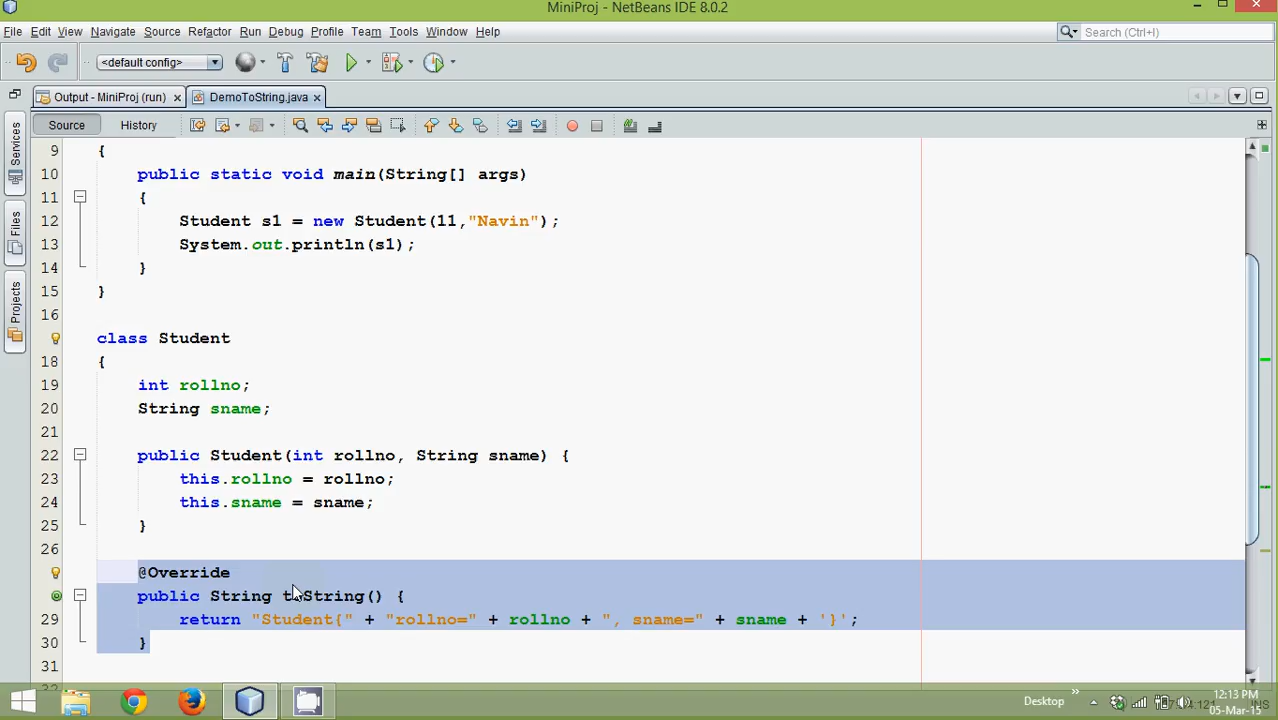 MiniProj - NetBeans IDE 8.0.2
File Edit View Navigate Source Refactor Run Debug Profile Team Tools Window Help
Search (Ctrl+I)
<default config>
Output - MiniProj (run)
DemoToString.java
Source History
Services
Files
Projects
9 {
10 public static void main(String[] args)
11 {
12 Student s1 = new Student(11,"Navin");
13 System.out.println(s1);
14 }
15 }
16
class Student
18 {
19 int rollno;
20 String sname;
21
22 public Student(int rollno, String sname) {
23 this.rollno = rollno;
24 this.sname = sname;
25 }
26
@Override
public String toString() {
29 return "Student{" + "rollno=" + rollno + ", sname=" + sname + '}';
30 }
31
Desktop
12:13 PM
05-Mar-15
INS